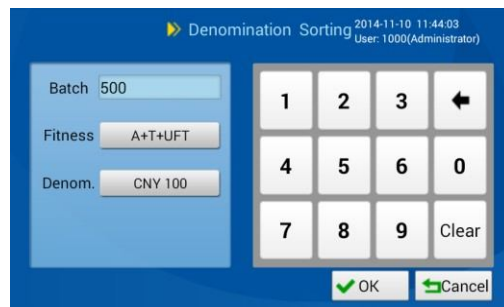 Denomination Sorting
2014-11-10 11:44:03
User: 1000(Administrator)
Batch 500
Fitness A+T+UFT
Denom. CNY 100
1 2 3
4 5 6 0
7 8 9 Clear
OK Cancel